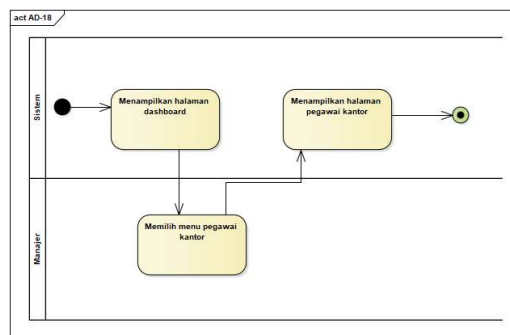 act AD-18
Sistem
Menampilkan halaman
dashboard
Menampilkan halaman
pegawai kantor
Manajer
Memilih menu pegawai
kantor